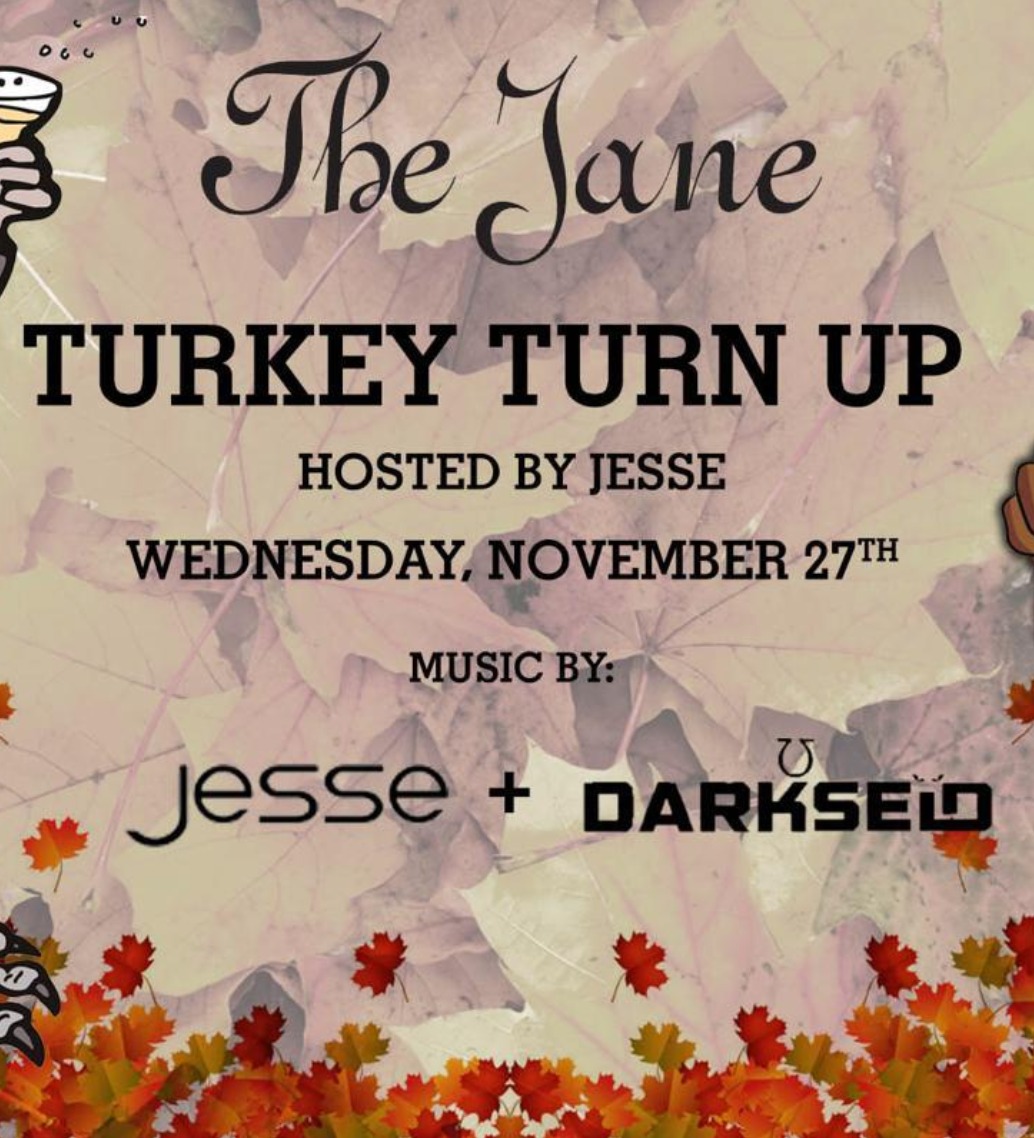 The Jane
TURKEY TURN UP
HOSTED BY JESSE
WEDNESDAY, NOVEMBER 27TH
MUSIC BY:
jesse + DARKSEID